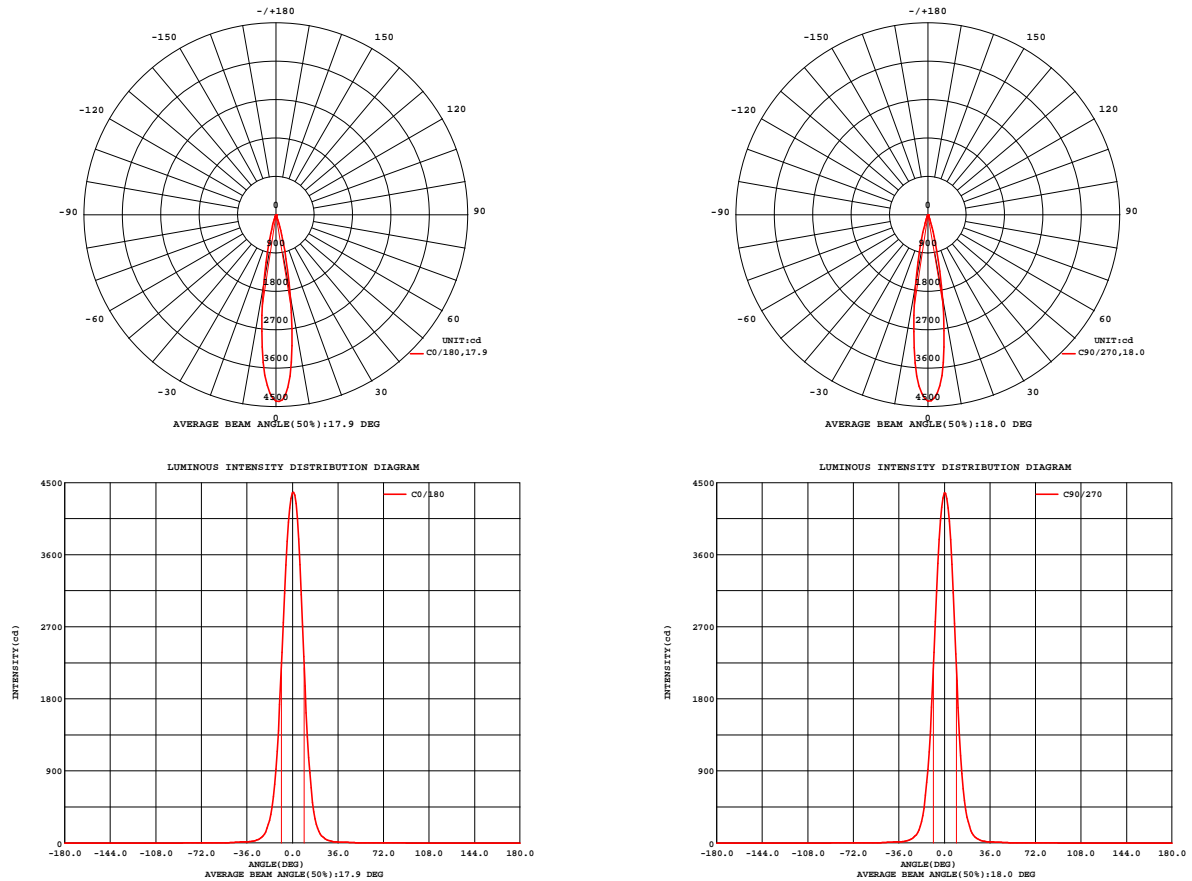 -/+180
-150 150
-120 120
-90 90
0
900
1800
2700
3600
4500
-60 60
-30 30
0
UNIT:cd
C0/180,17.9
AVERAGE BEAM ANGLE(50%):17.9 DEG
-/+180
-150 150
-120 120
-90 90
0
900
1800
2700
3600
4500
-60 60
-30 30
0
UNIT:cd
C90/270,18.0
AVERAGE BEAM ANGLE(50%):18.0 DEG
LUMINOUS INTENSITY DISTRIBUTION DIAGRAM
C0/180
INTENSITY(cd)
4500
3600
2700
1800
900
0
-180.0 -144.0 -108.0 -72.0 -36.0 0.0 36.0 72.0 108.0 144.0 180.0
ANGLE(DEG)
AVERAGE BEAM ANGLE(50%):17.9 DEG
LUMINOUS INTENSITY DISTRIBUTION DIAGRAM
C90/270
INTENSITY(cd)
4500
3600
2700
1800
900
0
-180.0 -144.0 -108.0 -72.0 -36.0 0.0 36.0 72.0 108.0 144.0 180.0
ANGLE(DEG)
AVERAGE BEAM ANGLE(50%):18.0 DEG